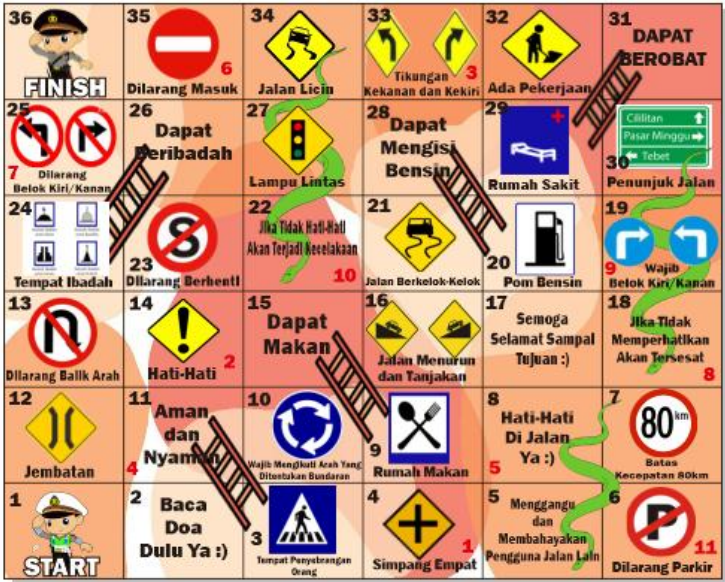 36
FINISH
35
6
Dilarang Masuk
34
Jalan Licin
33
3
Tikungan
Kekanan dan Kekiri
32
Ada Pekerjaan
31
DAPAT
BEROBAT
25
7
Dilarang
Belok Kiri/Kanan
26
Dapat
Beribadah
27
Lampu Lintas
28
Dapat
Mengisi
Bensin
29
Rumah Sakit
Cililitan
Pasar Minggu
Tebet
30
Penunjuk Jalan
24
Tempat Ibadah
S
23
Dilarang Berhenti
22
Jika Tidak Hati-Hati
Akan Terjadi Kecelakaan
10
21
Jalan Berkelok-Kelok
20
Pom Bensin
19
9
Wajib
Belok Kiri/Kanan
13
Dilarang Balik Arah
14
!
2
Hati-Hati
15
Dapat
Makan
16
Jalan Menurun
dan Tanjakan
17
Semoga
Selamat Sampai
Tujuan :)
18
Jika Tidak
Memperhatikan
Akan Tersesat
8
12
Jembatan
11
Aman
dan
Nyaman
4
10
Wajib Mengikuti Arah Yang
Ditentukan Bundaran
9
Rumah Makan
8
Hati-Hati
Di Jalan
Ya :)
5
7
80 km
Batas
Kecepatan 80km
1
START
2
Baca
Doa
Dulu Ya :)
3
Tempat Penyebrangan
Orang
4
1
Simpang Empat
5
Menggangu
dan
Membahayakan
Pengguna Jalan Lain
6
P
11
Dilarang Parkir